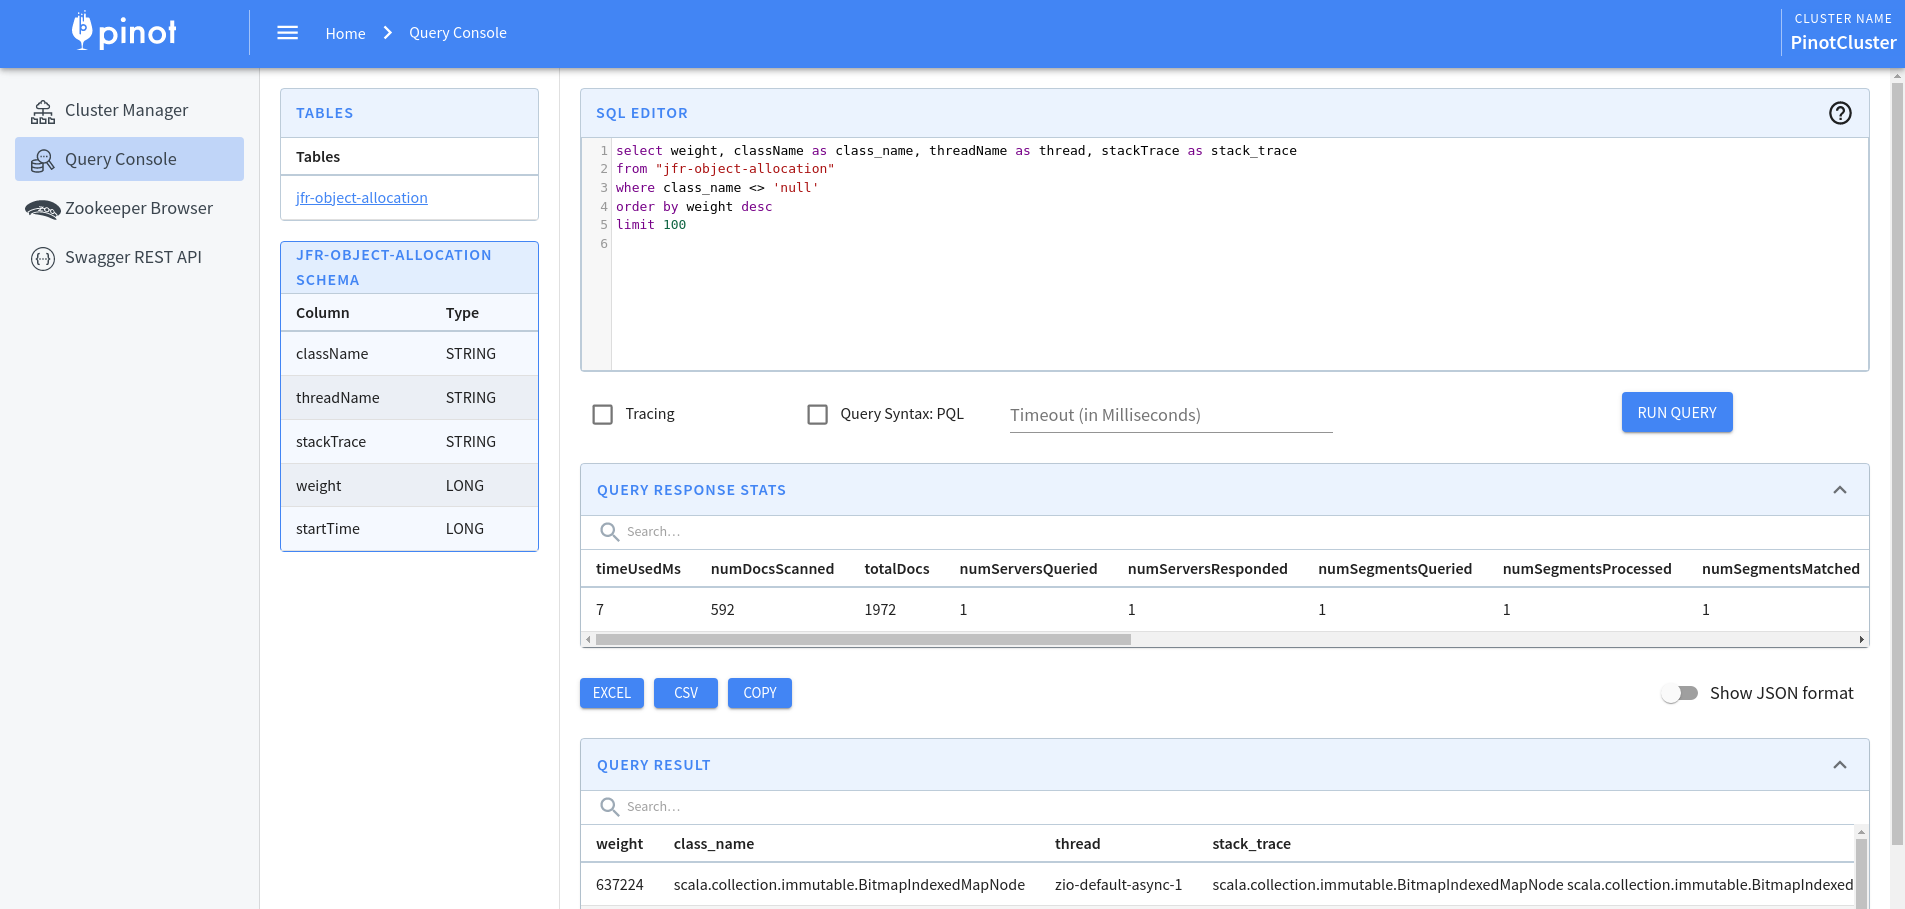 pinot
Home
Query Console
CLUSTER NAME
PinotCluster
Cluster Manager
Query Console
Zookeeper Browser
Swagger REST API
TABLES
Tables
jfr-object-allocation
JFR-OBJECT-ALLOCATION
SCHEMA
Column Type
className STRING
threadName STRING
stackTrace STRING
weight LONG
startTime LONG
SQL EDITOR
1 select weight, className as class_name, threadName as thread, stackTrace as stack_trace
2 from "jfr-object-allocation"
3 where class_name <> 'null'
4 order by weight desc
5 limit 100
6
Tracing
Query Syntax: PQL
Timeout (in Milliseconds)
RUN QUERY
QUERY RESPONSE STATS
Search...
timeUsedMs numDocsScanned totalDocs numServersQueried numServersResponded numSegmentsQueried numSegmentsProcessed numSegmentsMatched
7 592 1972 1 1 1 1 1
EXCEL
CSV
COPY
Show JSON format
QUERY RESULT
Search...
weight class_name thread stack_trace
637224 scala.collection.immutable.BitmapIndexedMapNode zio-default-async-1 scala.collection.immutable.BitmapIndexedMapNode scala.collection.immutable.BitmapIndexed